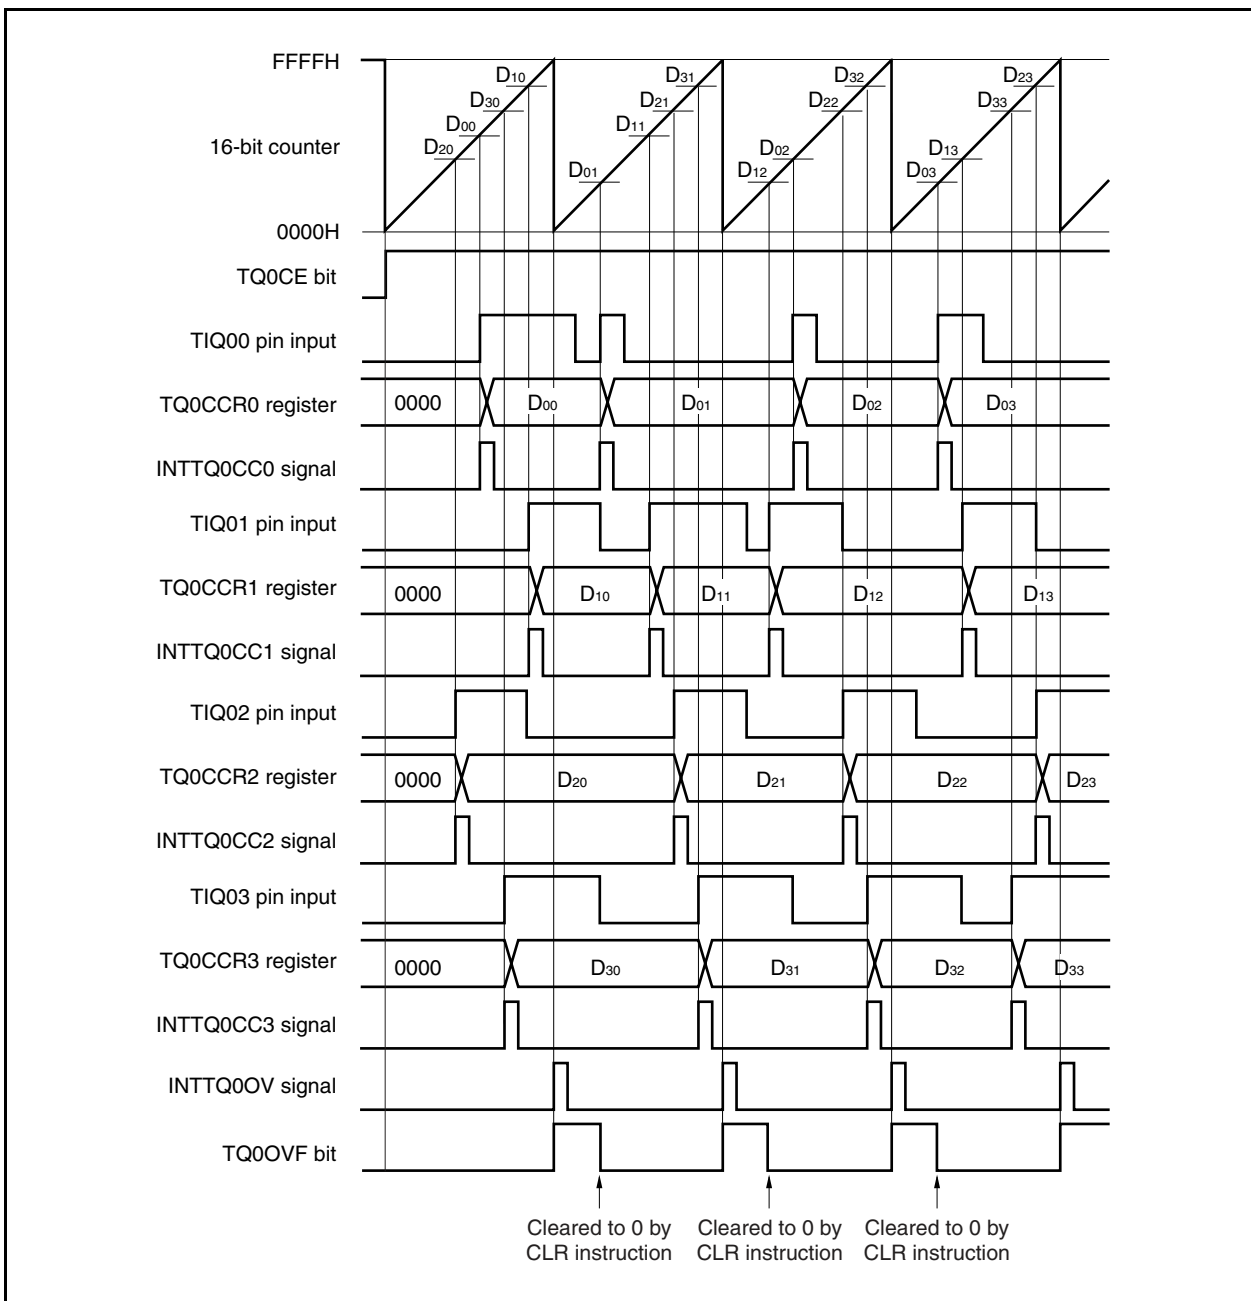 FFFFH
D10
D31
D32
D23
D30
D21
D22
D33
D00
D11
16-bit counter
D20
D02
D13
D01
D12
D03
0000H
TQ0CE bit
TIQ00 pin input
TQ0CCR0 register
0000
D00
D01
D02
D03
INTTQ0CC0 signal
TIQ01 pin input
TQ0CCR1 register
0000
D10
D11
D12
D13
INTTQ0CC1 signal
TIQ02 pin input
TQ0CCR2 register
0000
D20
D21
D22
D23
INTTQ0CC2 signal
TIQ03 pin input
TQ0CCR3 register
0000
D30
D31
D32
D33
INTTQ0CC3 signal
INTTQ0OV signal
TQ0OVF bit
Cleared to 0 by
CLR instruction
Cleared to 0 by
CLR instruction
Cleared to 0 by
CLR instruction